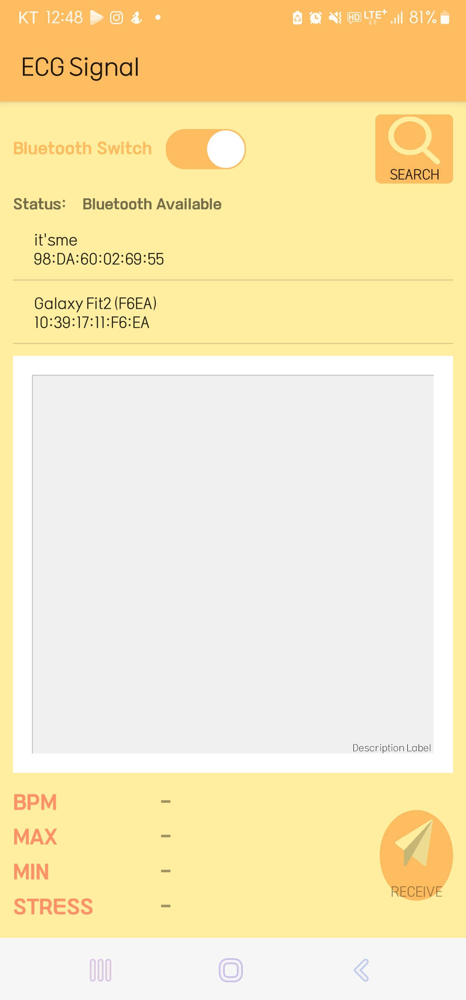 KT 12:48 HD LTE+ 81%
ECG Signal
Bluetooth Switch
SEARCH
Status: Bluetooth Available
it'sme
98:DA:60:02:69:55
Galaxy Fit2 (F6EA)
10:39:17:11:F6:EA
Description Label
BPM -
MAX -
MIN -
RECEIVE
STRESS -